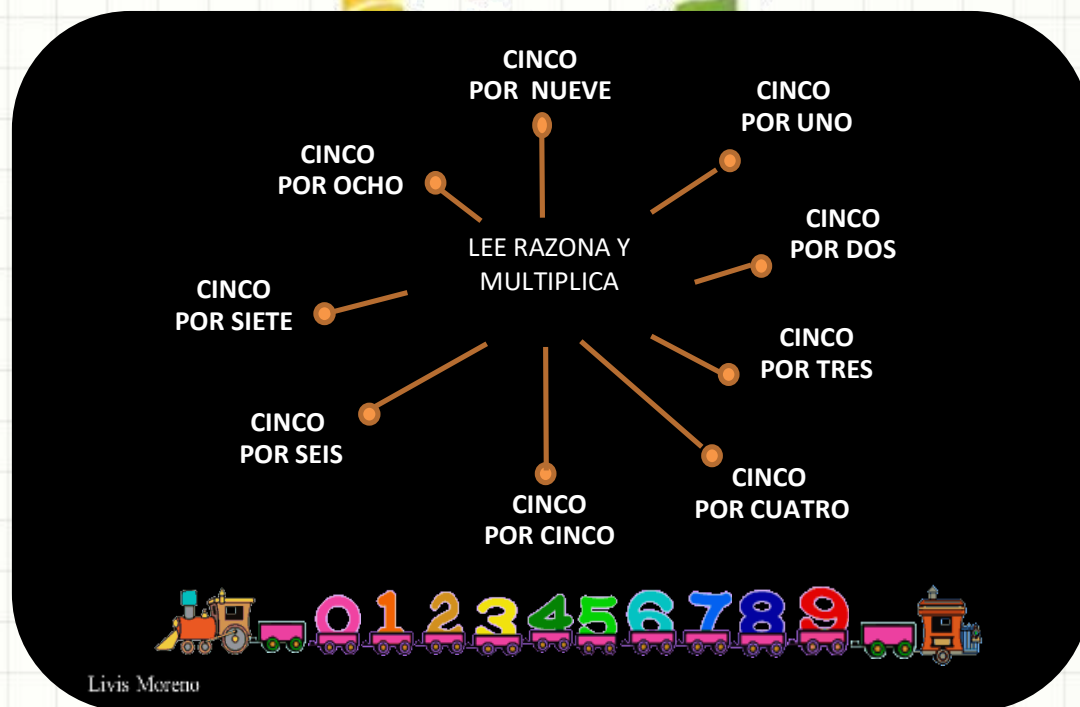 CINCO
POR NUEVE
CINCO
POR UNO
CINCO
POR DOS
CINCO
POR TRES
CINCO
POR CUATRO
CINCO
POR CINCO
CINCO
POR SEIS
CINCO
POR SIETE
CINCO
POR OCHO
LEE RAZONA Y
MULTIPLICA
0 1 2 3 4 5 6 7 8 9
Livis Moreno